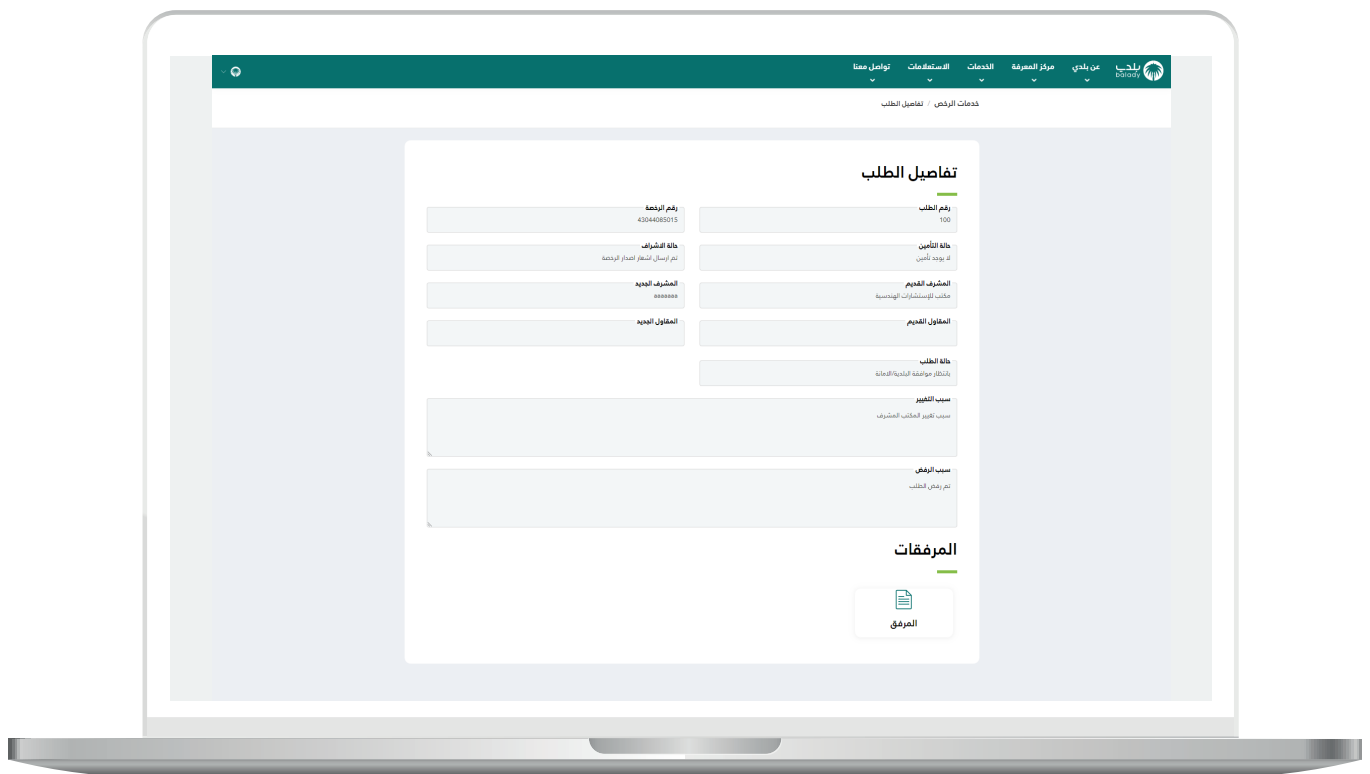 بلدي
balady
عن بلدي
مركز المعرفة
الخدمات
الاستعلامات
تواصل معنا
خدمات الرخص / تفاصيل الطلب
تفاصيل الطلب
رقم الطلب
100
رقم الرخصة
43044085015
حالة التأمين
لا يوجد تأمين
حالة الاشراف
تم ارسال اشعار اصدار الرخصة
المشرف القديم
مكتب للإستشارات الهندسية
المشرف الجديد
aaaaaaa
المقاول القديم
المقاول الجديد
حالة الطلب
بانتظار موافقة البلدية/الامانة
سبب التغيير
سبب تغيير المكتب المشرف
سبب الرفض
تم رفض الطلب
المرفقات
المرفق